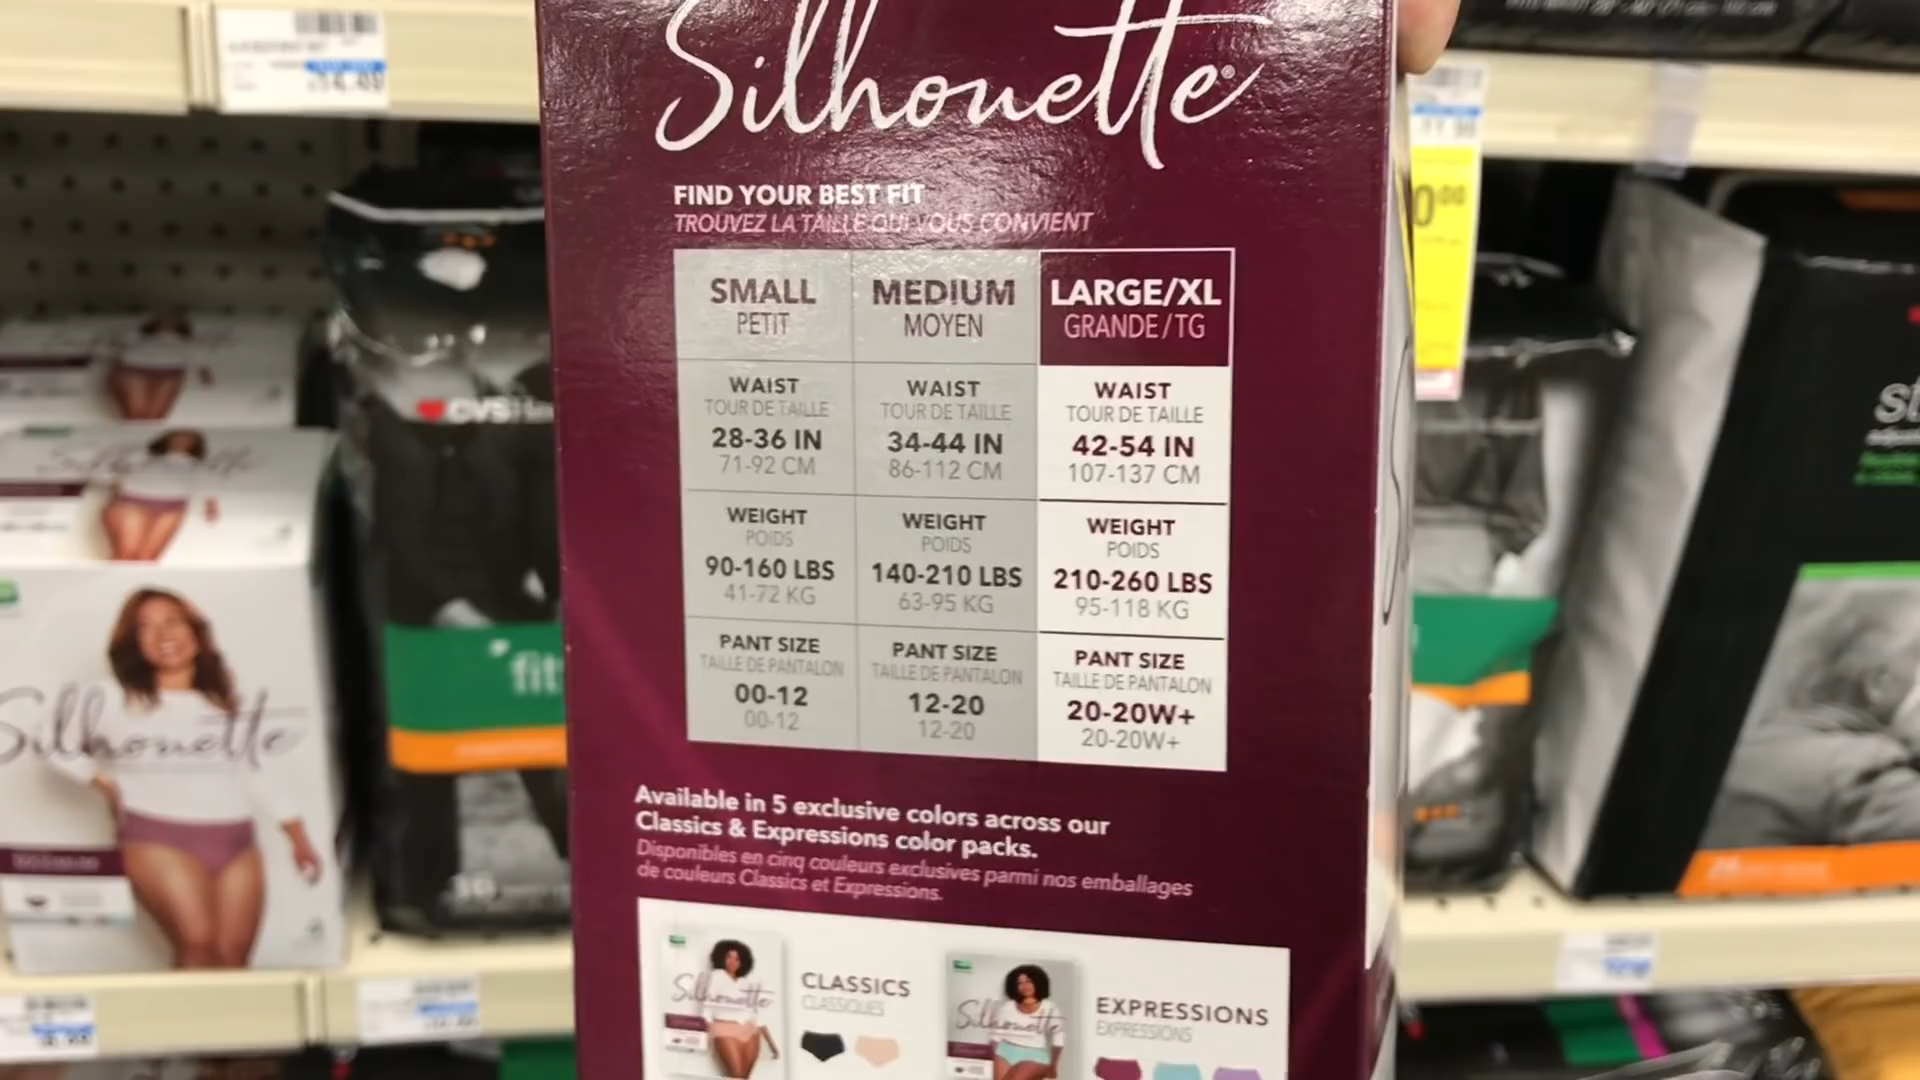 Silhouette®
FIND YOUR BEST FIT
TROUVEZ LA TAILLE QUI VOUS CONVIENT
SMALL
PETIT
MEDIUM
MOYEN
LARGE/XL
GRANDE/TG
WAIST
TOUR DE TAILLE
28-36 IN
71-92 CM
WAIST
TOUR DE TAILLE
34-44 IN
86-112 CM
WAIST
TOUR DE TAILLE
42-54 IN
107-137 CM
WEIGHT
POIDS
90-160 LBS
41-72 KG
WEIGHT
POIDS
140-210 LBS
63-95 KG
WEIGHT
POIDS
210-260 LBS
95-118 KG
PANT SIZE
TAILLE DE PANTALON
00-12
00-12
PANT SIZE
TAILLE DE PANTALON
12-20
12-20
PANT SIZE
TAILLE DE PANTALON
20-20W+
20-20W+
Available in 5 exclusive colors across our
Classics & Expressions color packs.
Disponibles en cinq couleurs exclusives parmi nos emballages
de couleurs Classics et Expressions.
Silhouette
CLASSICS
CLASSIQUES
Silhouette
EXPRESSIONS
EXPRESSIONS
Silhouette
CVS
fit